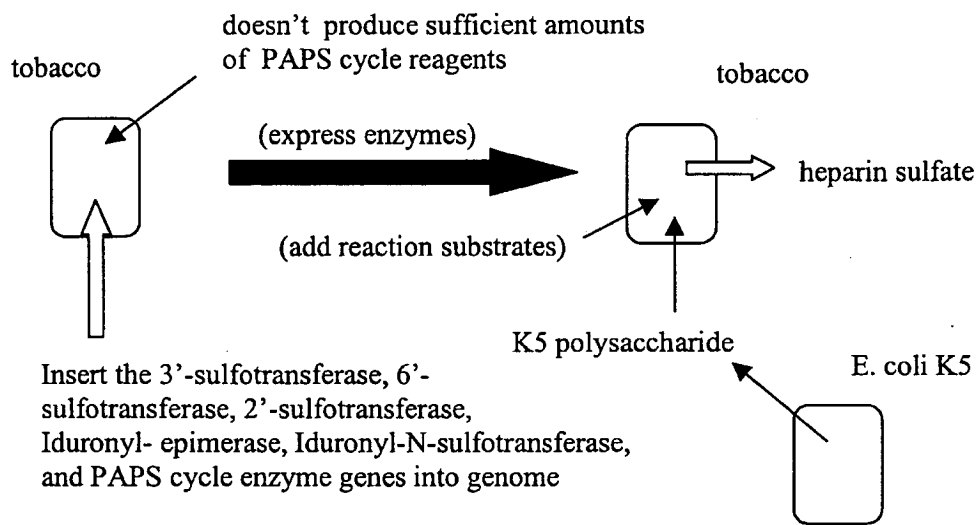 doesn’t produce sufficient amounts
of PAPS cycle reagents
tobacco
tobacco
(express enzymes)
heparin sulfate
(add reaction substrates)
K5 polysaccharide
E. coli K5
Insert the 3’-sulfotransferase, 6’-
sulfotransferase, 2’-sulfotransferase,
Iduronyl- epimerase, Iduronyl-N-sulfotransferase,
and PAPS cycle enzyme genes into genome